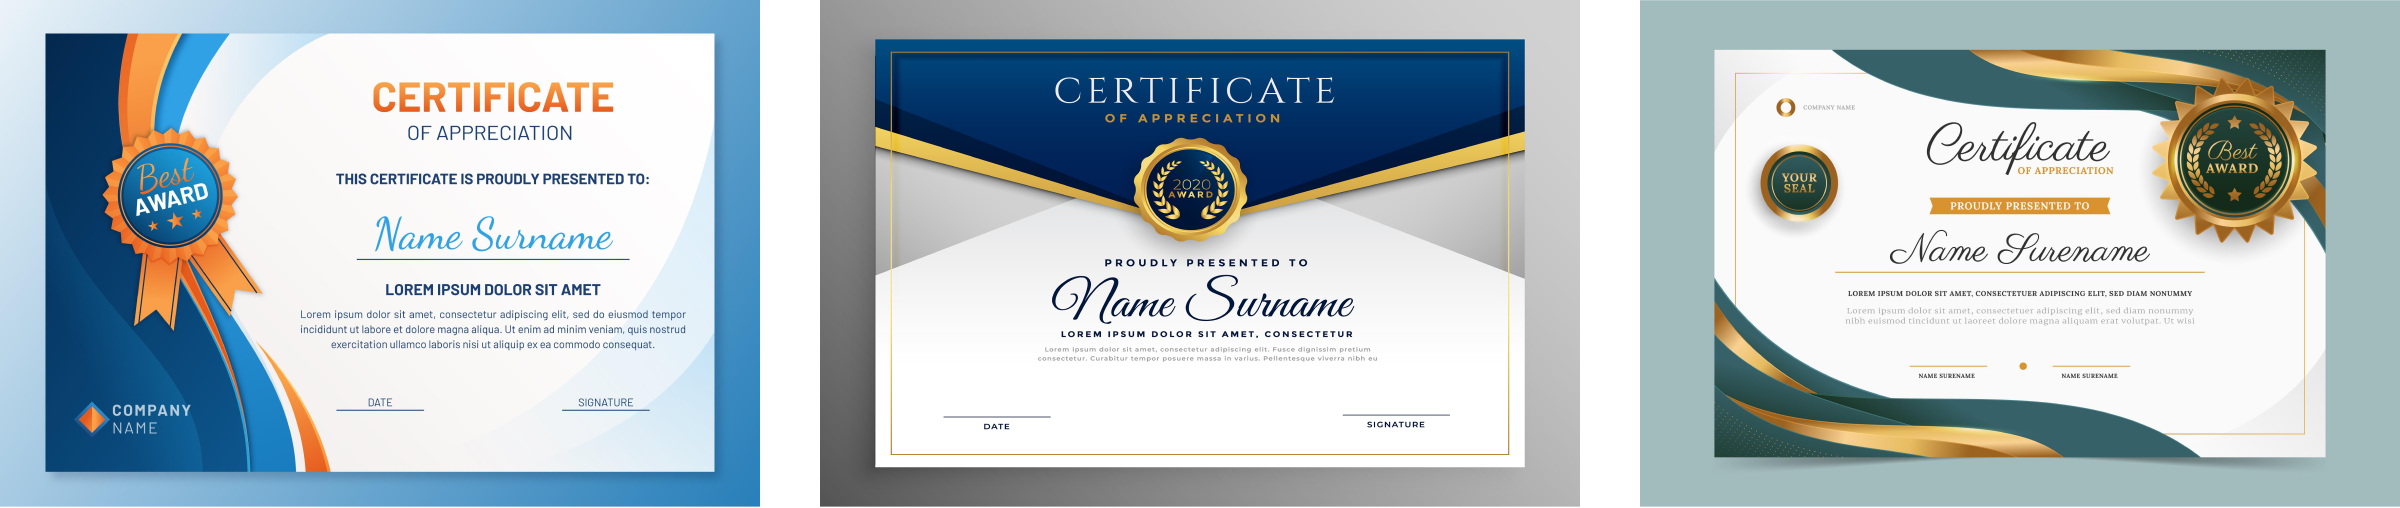 CERTIFICATE
OF APPRECIATION
THIS CERTIFICATE IS PROUDLY PRESENTED TO:
Best
AWARD
Name Surname
LOREM IPSUM DOLOR SIT AMET
Lorem ipsum dolor sit amet, consectetur adipiscing elit, sed do eiusmod tempor
incididunt ut labore et dolore magna aliqua. Ut enim ad minim veniam, quis nostrud
exercitation ullamco laboris nisi ut aliquip ex ea commodo consequat.
DATE
SIGNATURE
COMPANY
NAME
CERTIFICATE
OF APPRECIATION
2020
AWARD
PROUDLY PRESENTED TO
Name Surname
LOREM IPSUM DOLOR SIT AMET, CONSECTETUR
Lorem ipsum dolor sit amet, consectetur adipiscing elit. Fusce dignissim pretium
consectetur. Curabitur tempor posuere massa in varius. Pellentesque viverra nibh eu
DATE
SIGNATURE
COMPANY NAME
Certificate
OF APPRECIATION
YOUR
SEAL
Best
AWARD
PROUDLY PRESENTED TO
Name Surename
LOREM IPSUM DOLOR SIT AMET, CONSECTETUER ADIPISCING ELIT, SED DIAM NONUMMY
Lorem ipsum dolor sit amet, consectetuer adipiscing elit, sed diam nonummy
nibh euismod tincidunt ut laoreet dolore magna aliquam erat volutpat. Ut wisi
NAME SURENAME
NAME SURENAME